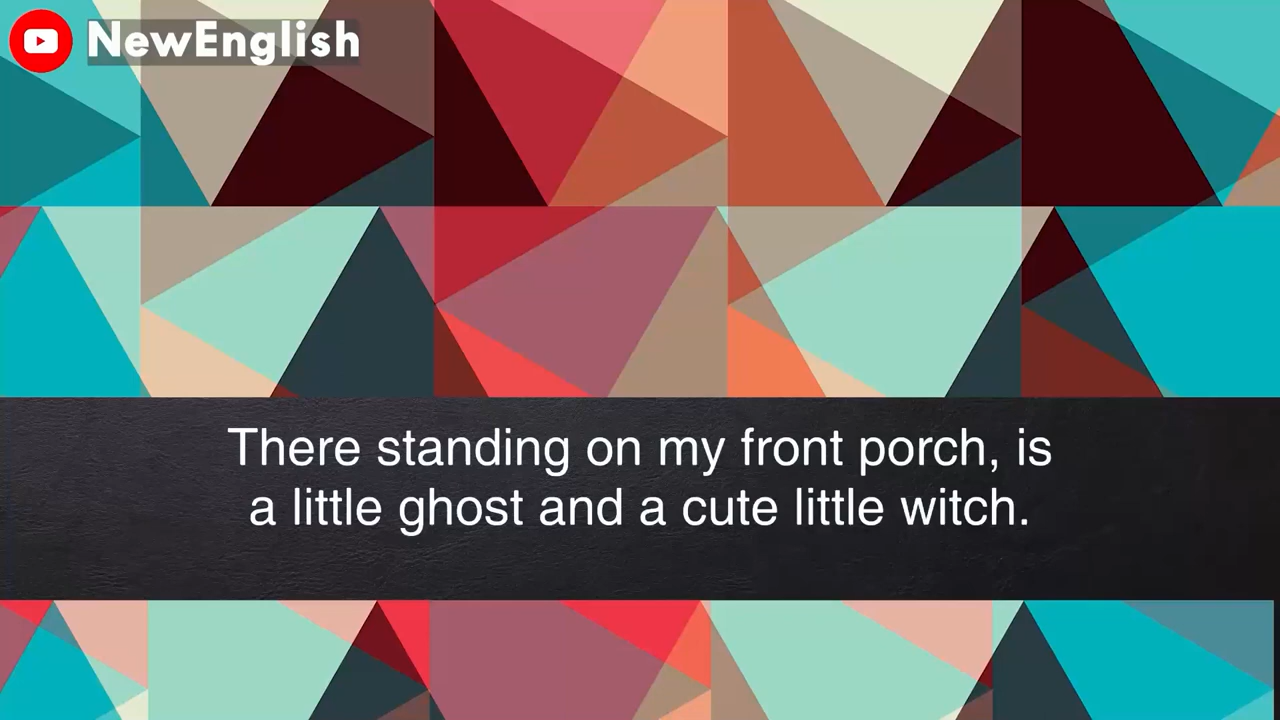 NewEnglish
There standing on my front porch, is
a little ghost and a cute little witch.